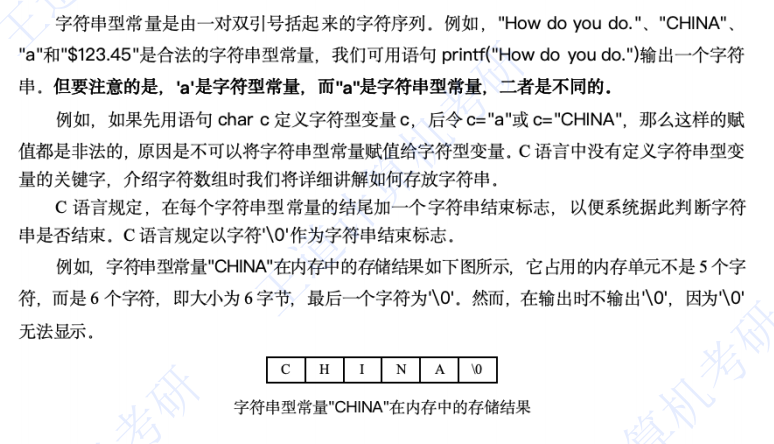 字符串型常量是由一对双引号括起来的字符序列．例如，"How do you do."、"CHINA"、
"a"和"$123.45"是合法的字符串型常量，我们可用语句 printf("How do you do.")输出一个字符
串．但要注意的是，'a'是字符型常量，而"a"是字符串型常量，二者是不同的．
例如，如果先用语句 char c 定义字符型变量 c，后令 c="a"或 c="CHINA"，那么这样的赋
值都是非法的，原因是不可以将字符串型常量赋值给字符型变量．C 语言中没有定义字符串型变
量的关键字，介绍字符数组时我们将详细讲解如何存放字符串．
C 语言规定，在每个字符串型常量的结尾加一个字符串结束标志，以便系统据此判断字符
串是否结束．C 语言规定以字符'\0'作为字符串结束标志．
例如，字符串型常量"CHINA"在内存中的存储结果如下图所示，它占用的内存单元不是 5 个字
符，而是 6 个字符，即大小为 6 字节，最后一个字符为'\0'．然而，在输出时不输出'\0'，因为'\0'
无法显示．
C H I N A \0
字符串型常量"CHINA"在内存中的存储结果
王道计算机考研